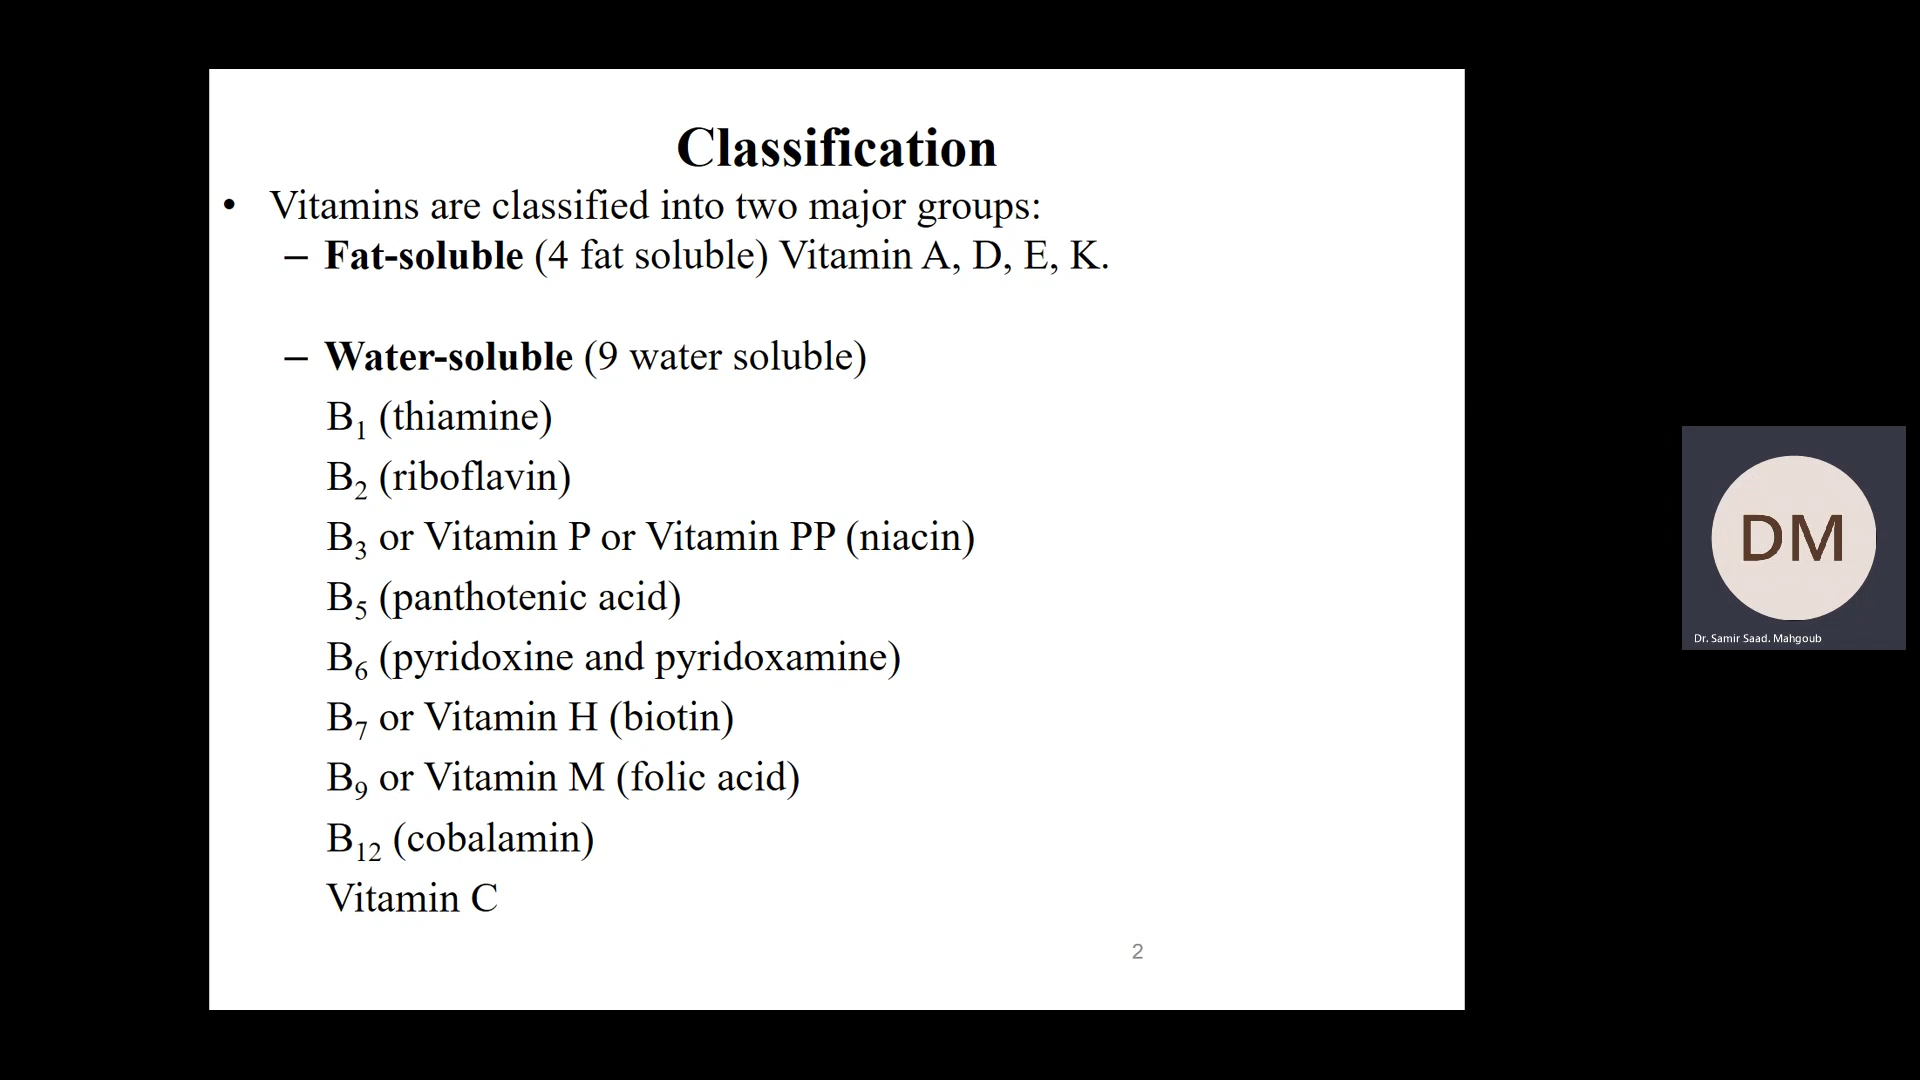 Classification
• Vitamins are classified into two major groups:
– Fat-soluble (4 fat soluble) Vitamin A, D, E, K.
– Water-soluble (9 water soluble)
B₁ (thiamine)
B₂ (riboflavin)
B₃ or Vitamin P or Vitamin PP (niacin)
B₅ (panthotenic acid)
B₆ (pyridoxine and pyridoxamine)
B₇ or Vitamin H (biotin)
B₉ or Vitamin M (folic acid)
B₁₂ (cobalamin)
Vitamin C
2
DM
Dr. Samir Saad. Mahgoub